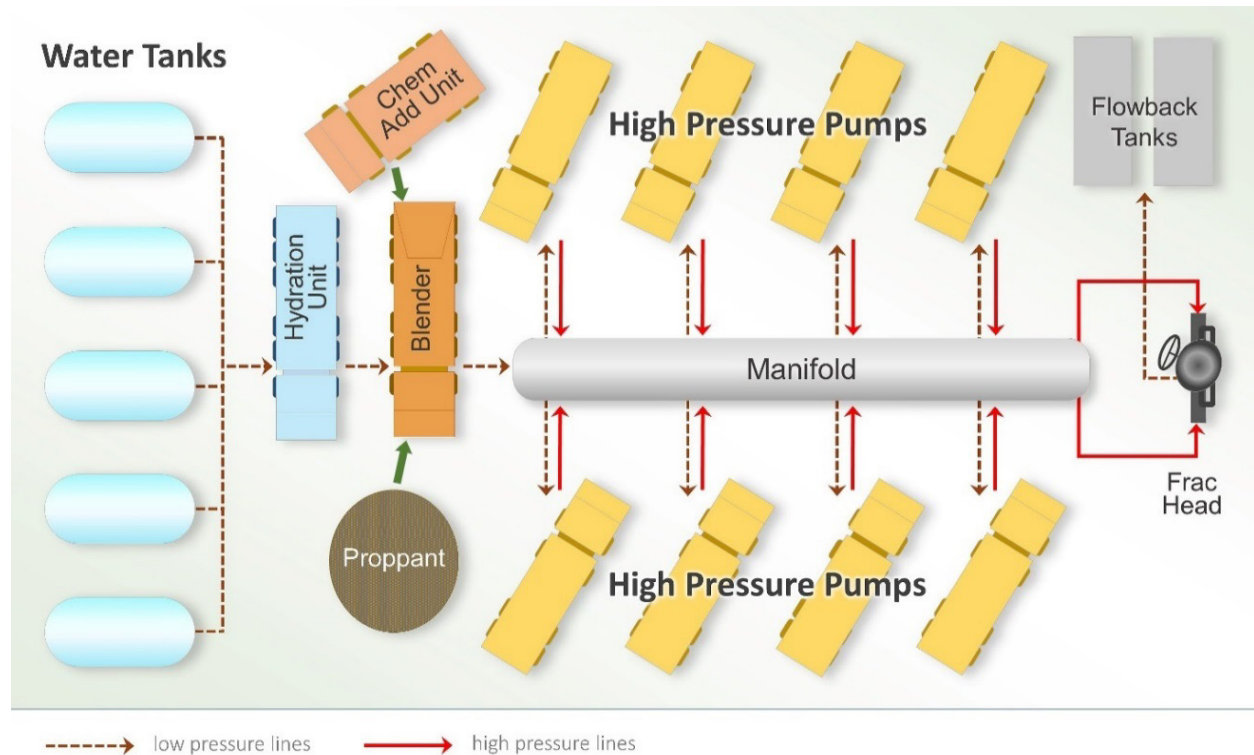 Water Tanks
Chem
Add Unit
High Pressure Pumps
Flowback
Tanks
Hydration
Unit
Blender
Manifold
Frac
Head
Proppant
High Pressure Pumps
low pressure lines
high pressure lines